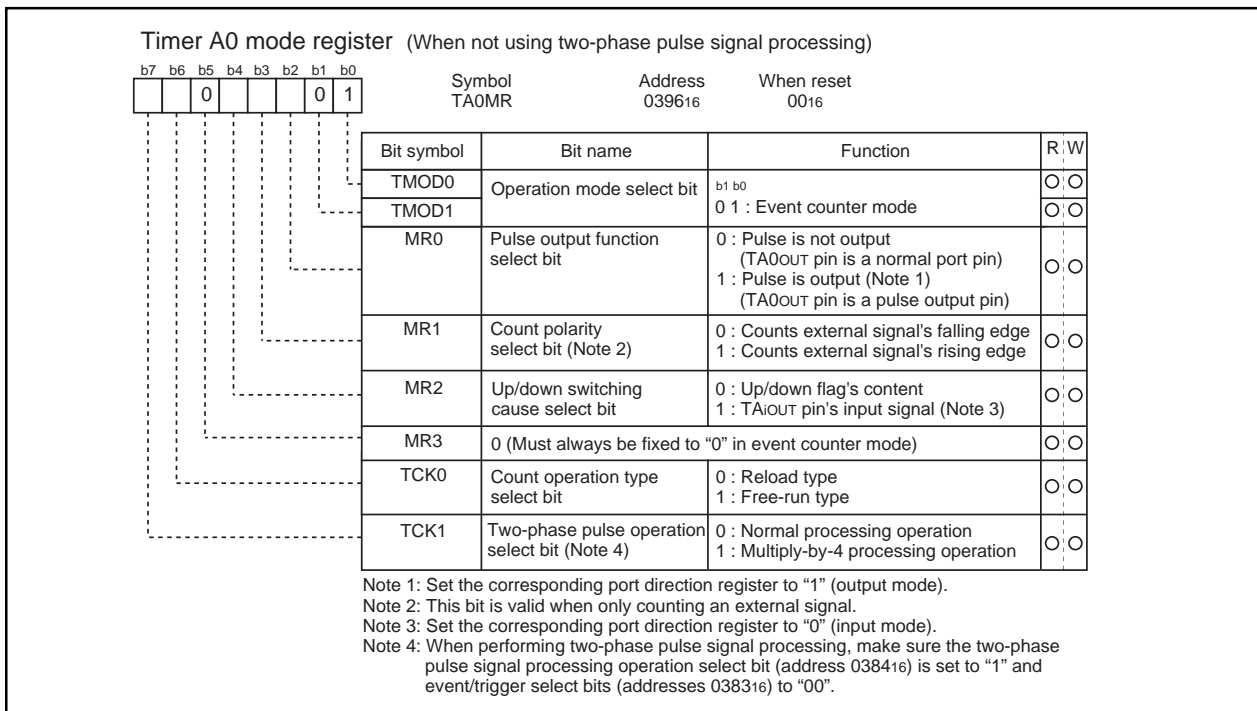 Timer A0 mode register (When not using two-phase pulse signal processing)
b7 b6 b5 b4 b3 b2 b1 b0
0 0 1
Symbol Address When reset
TA0MR 039616 0016
Bit symbol Bit name Function R W
TMOD0 Operation mode select bit b1 b0
TMOD1 0 1 : Event counter mode
MR0 Pulse output function 0 : Pulse is not output
select bit (TA0OUT pin is a normal port pin)
1 : Pulse is output (Note 1)
(TA0OUT pin is a pulse output pin)
MR1 Count polarity 0 : Counts external signal's falling edge
select bit (Note 2) 1 : Counts external signal's rising edge
MR2 Up/down switching 0 : Up/down flag's content
cause select bit 1 : TAiOUT pin's input signal (Note 3)
MR3 0 (Must always be fixed to “0” in event counter mode)
TCK0 Count operation type 0 : Reload type
select bit 1 : Free-run type
TCK1 Two-phase pulse operation 0 : Normal processing operation
select bit (Note 4) 1 : Multiply-by-4 processing operation
Note 1: Set the corresponding port direction register to “1” (output mode).
Note 2: This bit is valid when only counting an external signal.
Note 3: Set the corresponding port direction register to “0” (input mode).
Note 4: When performing two-phase pulse signal processing, make sure the two-phase
pulse signal processing operation select bit (address 038416) is set to “1” and
event/trigger select bits (addresses 038316) to “00”.